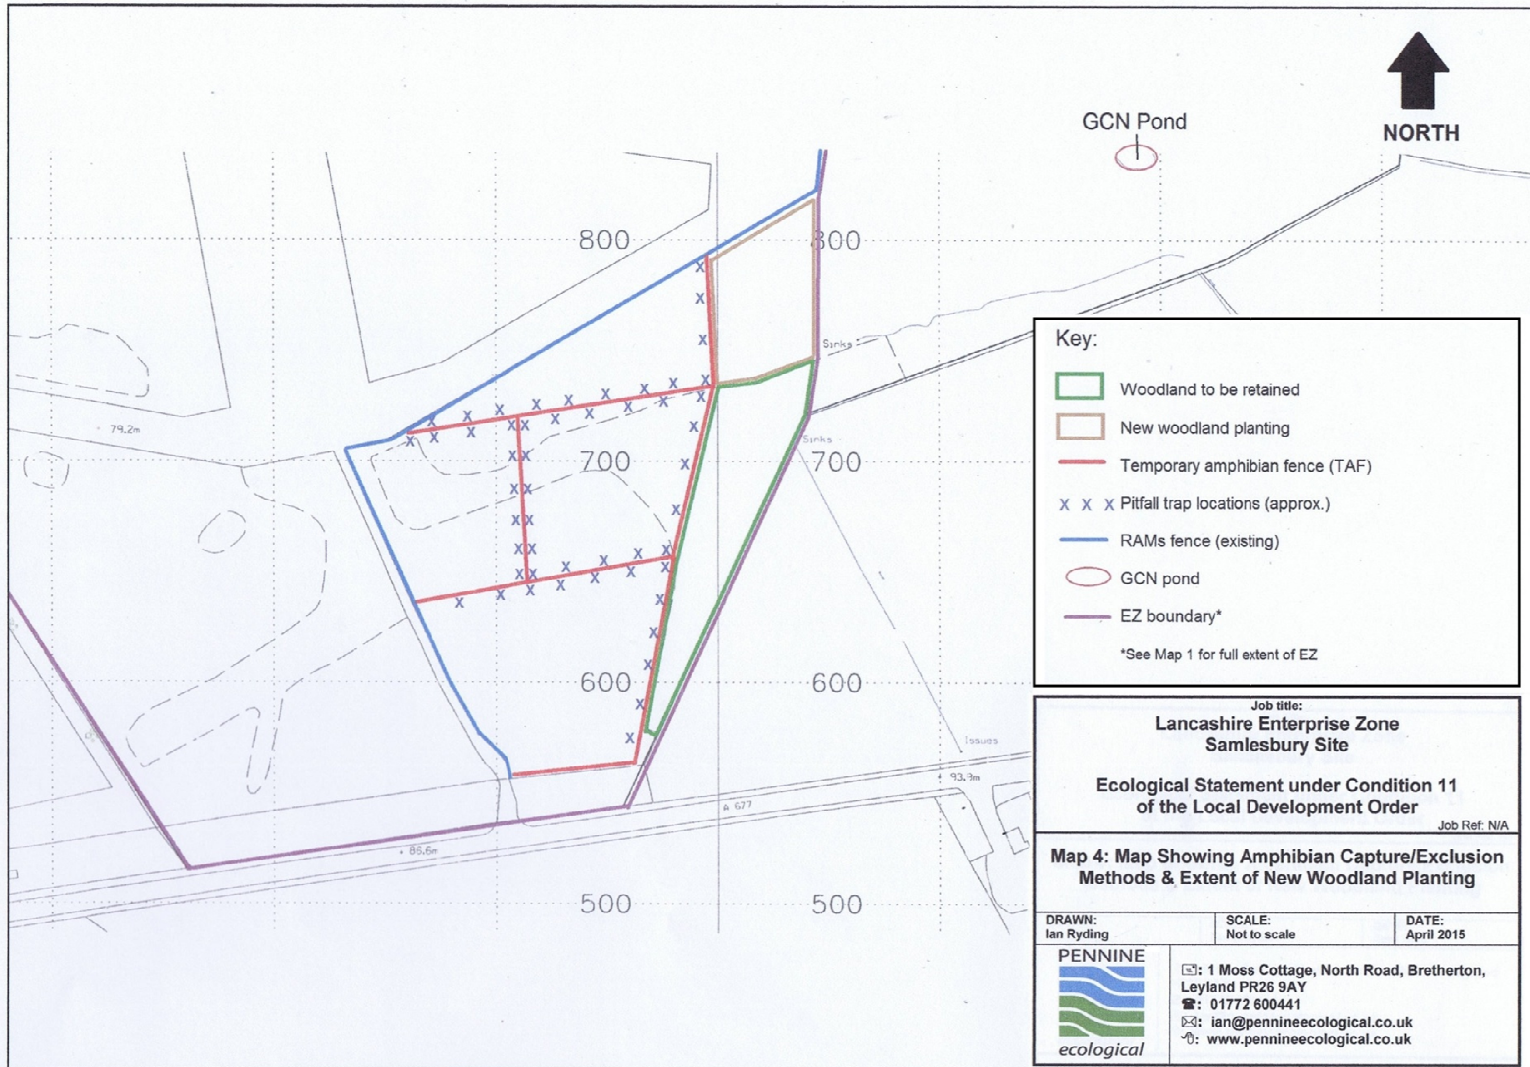 GCN Pond
NORTH
800
800
Sinks
79.2m
Sinks
700
700
600
600
Issues
93.9m
A 677
86.6m
500
500
Key:
Woodland to be retained
New woodland planting
Temporary amphibian fence (TAF)
x x x Pitfall trap locations (approx.)
RAMs fence (existing)
GCN pond
EZ boundary*
*See Map 1 for full extent of EZ
Job title:
Lancashire Enterprise Zone
Samlesbury Site
Ecological Statement under Condition 11
of the Local Development Order
Job Ref: N/A
Map 4: Map Showing Amphibian Capture/Exclusion
Methods & Extent of New Woodland Planting
DRAWN:
Ian Ryding
SCALE:
Not to scale
DATE:
April 2015
PENNINE
ecological
: 1 Moss Cottage, North Road, Bretherton,
Leyland PR26 9AY
: 01772 600441
: ian@pennineecological.co.uk
: www.pennineecological.co.uk